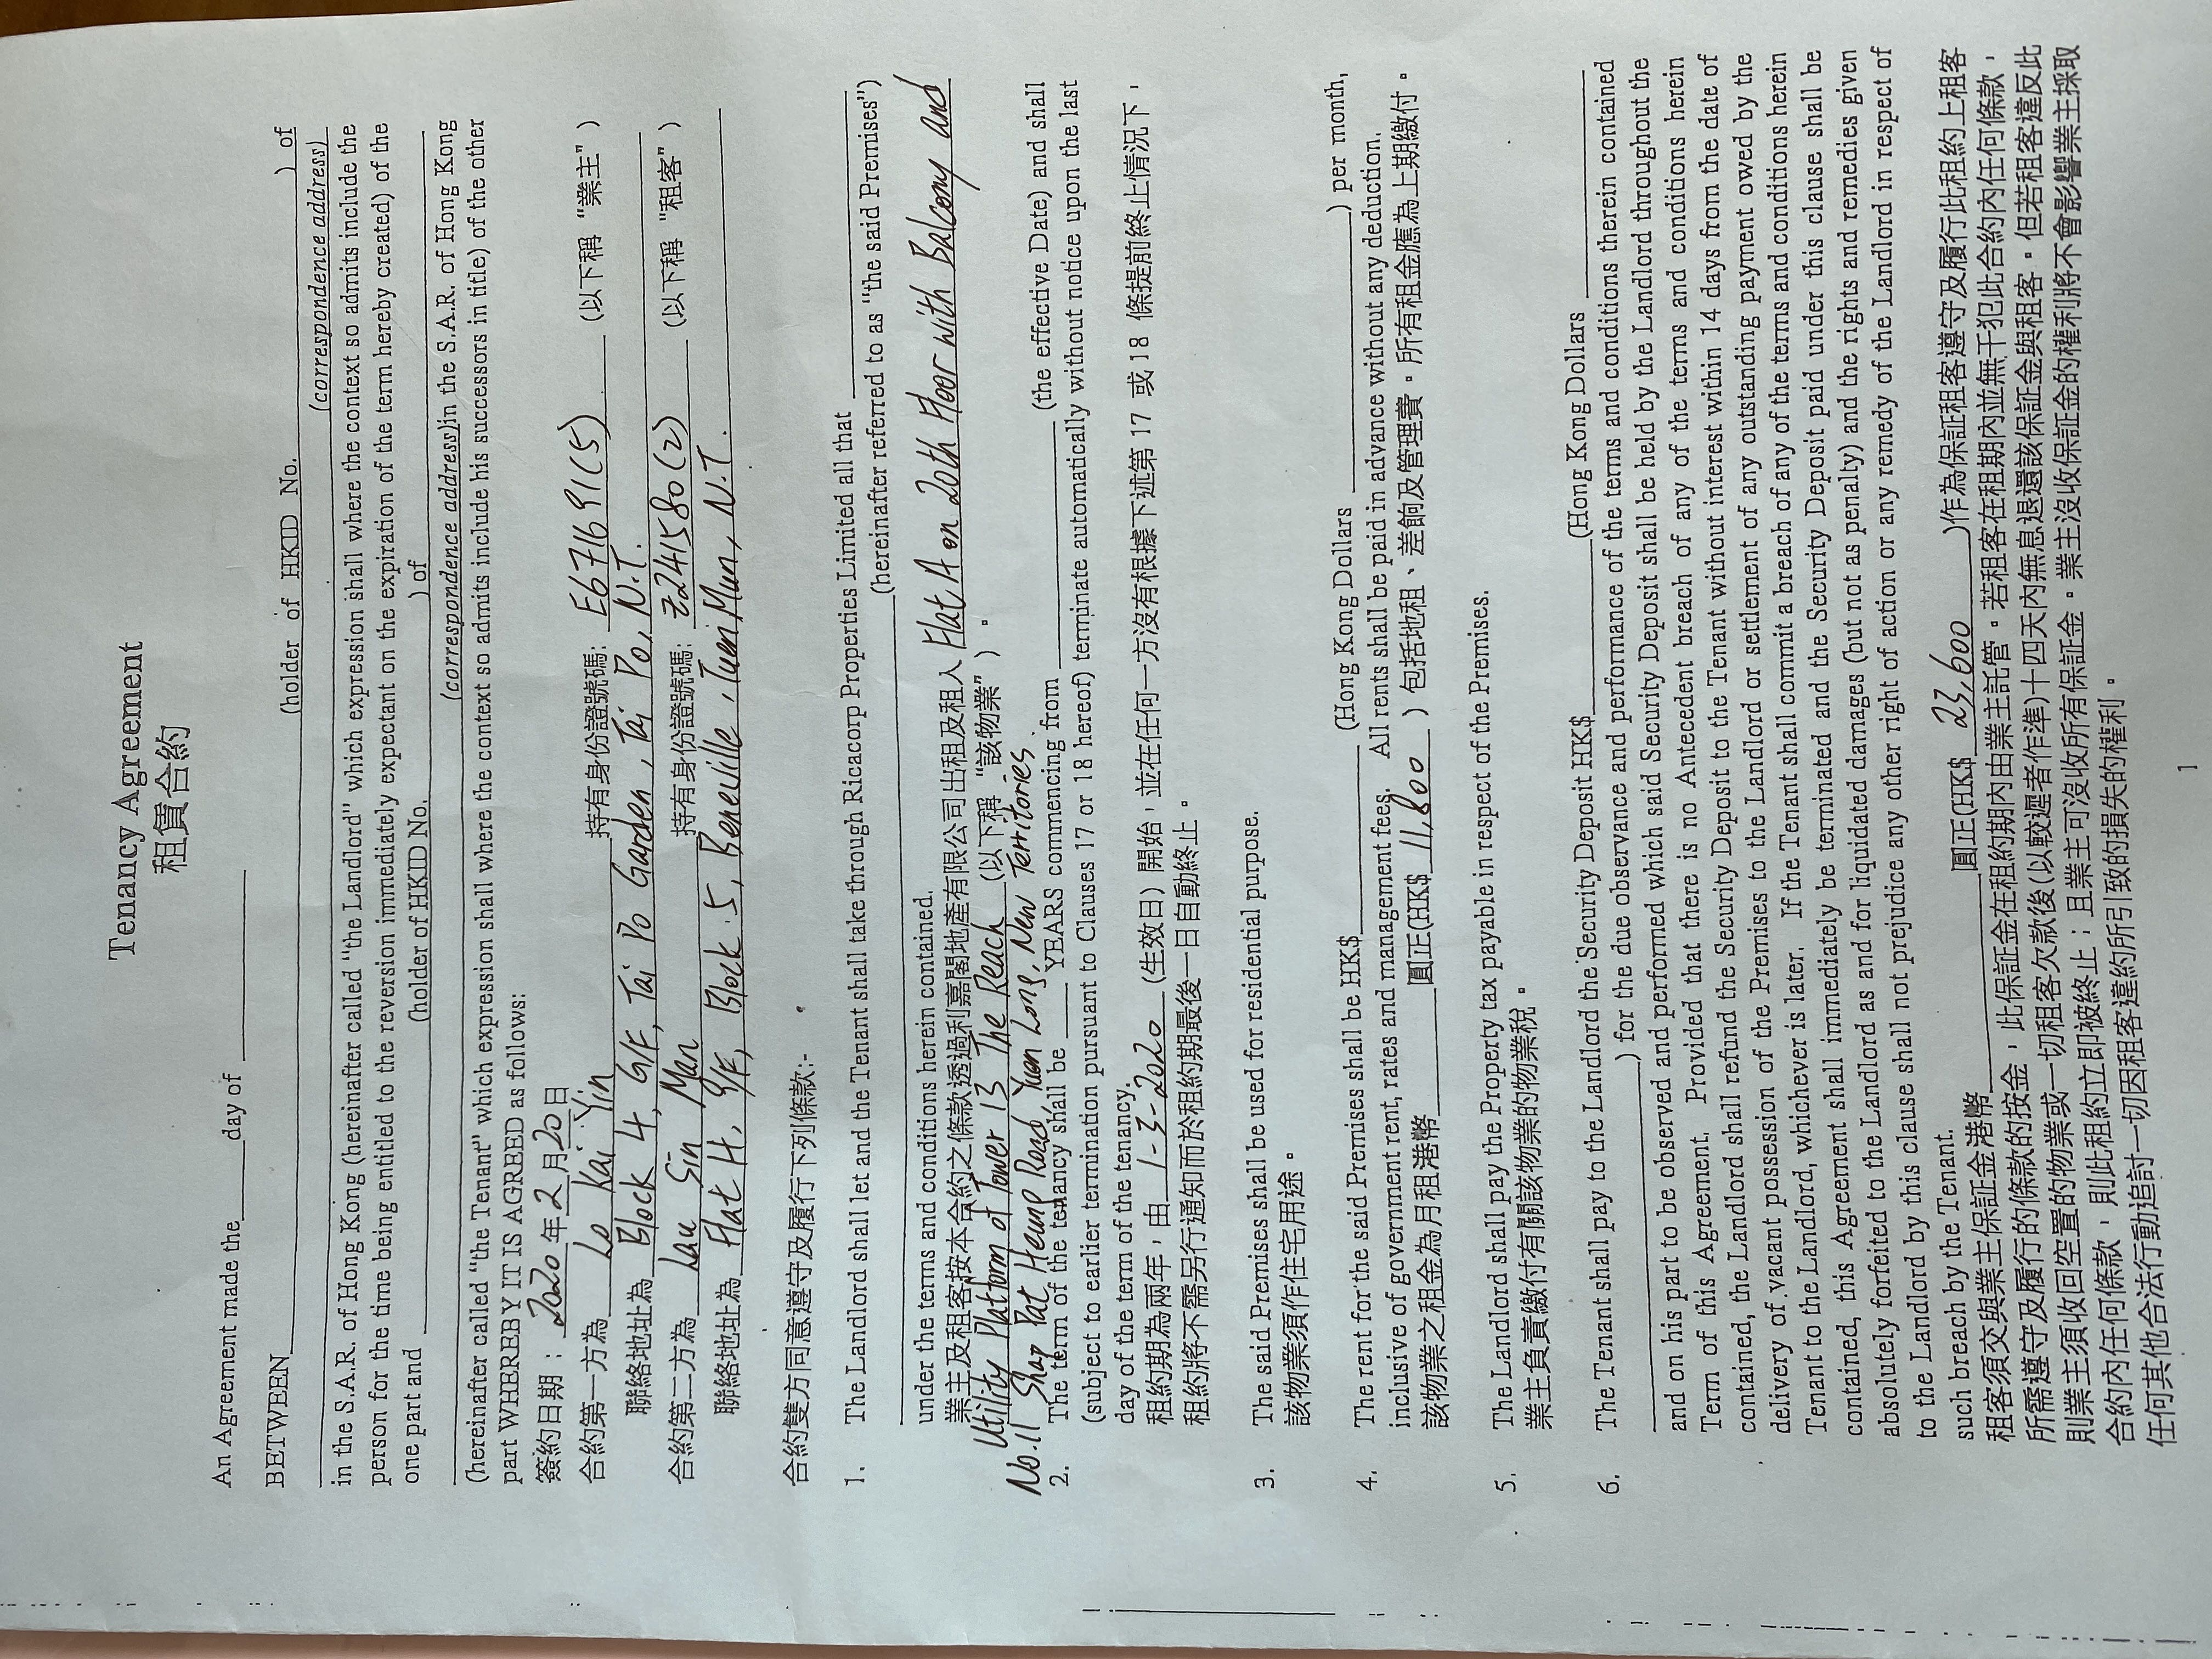 Tenancy Agreement
租賃合約
An Agreement made the____day of ____________
BETWEEN____________(holder of HKID No.____________) of
____________(correspondence address)
in the S.A.R. of Hong Kong (hereinafter called "the Landlord" which expression shall where the context so admits include the
person for the time being entitled to the reversion immediately expectant on the expiration of the term hereby created) of the
one part and ____________(holder of HKID No.____________) of
____________(correspondence address)in the S.A.R. of Hong Kong
(hereinafter called "the Tenant" which expression shall where the context so admits include his successors in title) of the other
part WHEREBY IT IS AGREED as follows:
簽約日期： 2020 年 2 月 20 日
合約第一方為 Lo Kai Yin 持有身份證號碼: E671691(5) (以下稱 "業主" )
聯絡地址為 Block 4, G/F, Tai Po Garden, Tai Po, N.T.
合約第二方為 Lau Sin Man 持有身份證號碼: Z241580(2) (以下稱 "租客" )
聯絡地址為 Flat H, 9/F, Block 5, Beneville, Tuen Mun, N.T.
合約雙方同意遵守及履行下列條款:-
1. The Landlord shall let and the Tenant shall take through Ricacorp Properties Limited all that ____________
____________(hereinafter referred to as "the said Premises")
under the terms and conditions herein contained.
業主及租客按本合約之條款透過利嘉閣地產有限公司出租及租入 Flat A on 20th Floor with Balcony and
Utility Platform of Tower 13 The Reach (以下稱 "該物業" ) 。
No.11 Shap Pat Heung Road Yuen Long, New Territories.
2. The term of the tenancy shall be ____ YEARS commencing from ____________ (the effective Date) and shall
(subject to earlier termination pursuant to Clauses 17 or 18 hereof) terminate automatically without notice upon the last
day of the term of the tenancy.
租約期為兩年，由 1-3-2020 (生效日) 開始，並在任何一方沒有根據下述第 17 或 18 條提前終止情況下，
租約將不需另行通知而於租約期最後一日自動終止。
3. The said Premises shall be used for residential purpose.
該物業須作住宅用途。
4. The rent for the said Premises shall be HK$____________ (Hong Kong Dollars ____________) per month,
inclusive of government rent, rates and management fees. All rents shall be paid in advance without any deduction.
該物業之租金為月租港幣____________圓正(HK$ 11,800 ) 包括地租、差餉及管理費。所有租金應為上期繳付。
5. The Landlord shall pay the Property tax payable in respect of the Premises.
業主負責繳付有關該物業的物業稅。
6. The Tenant shall pay to the Landlord the Security Deposit HK$____________(Hong Kong Dollars ____________
____________) for the due observance and performance of the terms and conditions therein contained
and on his part to be observed and performed which said Security Deposit shall be held by the Landlord throughout the
Term of this Agreement. Provided that there is no Antecedent breach of any of the terms and conditions herein
contained, the Landlord shall refund the Security Deposit to the Tenant without interest within 14 days from the date of
delivery of vacant possession of the Premises to the Landlord or settlement of any outstanding payment owed by the
Tenant to the Landlord, whichever is later. If the Tenant shall commit a breach of any of the terms and conditions herein
contained, this Agreement shall immediately be terminated and the Security Deposit paid under this clause shall be
absolutely forfeited to the Landlord as and for liquidated damages (but not as penalty) and the rights and remedies given
to the Landlord by this clause shall not prejudice any other right of action or any remedy of the Landlord in respect of
such breach by the Tenant.
租客須交與業主保証金港幣____________圓正(HK$ 23,600 )作為保証租客遵守及履行此租約上租客
所需遵守及履行的條款的按金，此保証金在租約期內由業主託管。若租客在租期內並無干犯此合約內任何條款，
則業主須收回空置的物業或一切租客欠款後(以較遲者作準)十四天內無息退還該保証金與租客。但若租客違反此
合約內任何條款，則此租約立即被終止；且業主可沒收所有保証金。業主沒收保証金的權利將不會影響業主採取
任何其他合法行動追討一切因租客違約所引致的損失的權利。
1